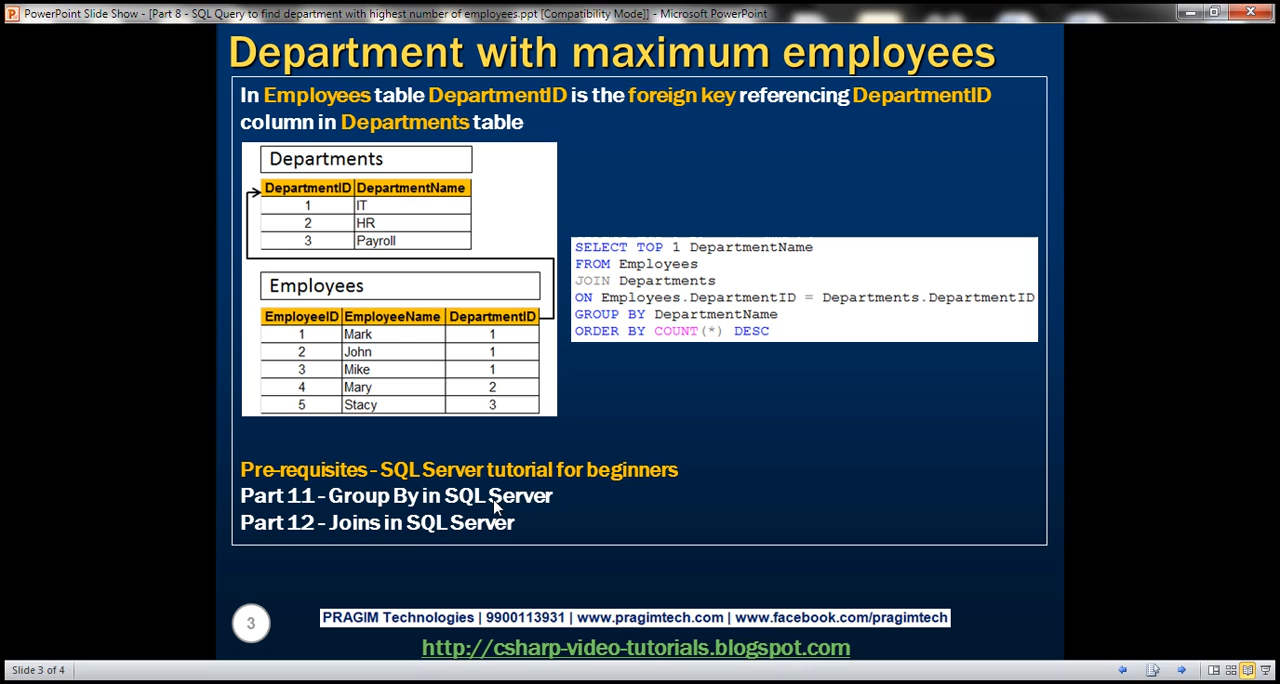 PowerPoint Slide Show - [Part 8 - SQL Query to find department with highest number of employees.ppt [Compatibility Mode]] - Microsoft PowerPoint
Department with maximum employees
In Employees table DepartmentID is the foreign key referencing DepartmentID
column in Departments table
Departments
DepartmentID DepartmentName
1 IT
2 HR
3 Payroll
Employees
EmployeeID EmployeeName DepartmentID
1 Mark 1
2 John 1
3 Mike 1
4 Mary 2
5 Stacy 3
SELECT TOP 1 DepartmentName
FROM Employees
JOIN Departments
ON Employees.DepartmentID = Departments.DepartmentID
GROUP BY DepartmentName
ORDER BY COUNT(*) DESC
Pre-requisites - SQL Server tutorial for beginners
Part 11 - Group By in SQL Server
Part 12 - Joins in SQL Server
3
PRAGIM Technologies | 9900113931 | www.pragimtech.com | www.facebook.com/pragimtech
http://csharp-video-tutorials.blogspot.com
Slide 3 of 4